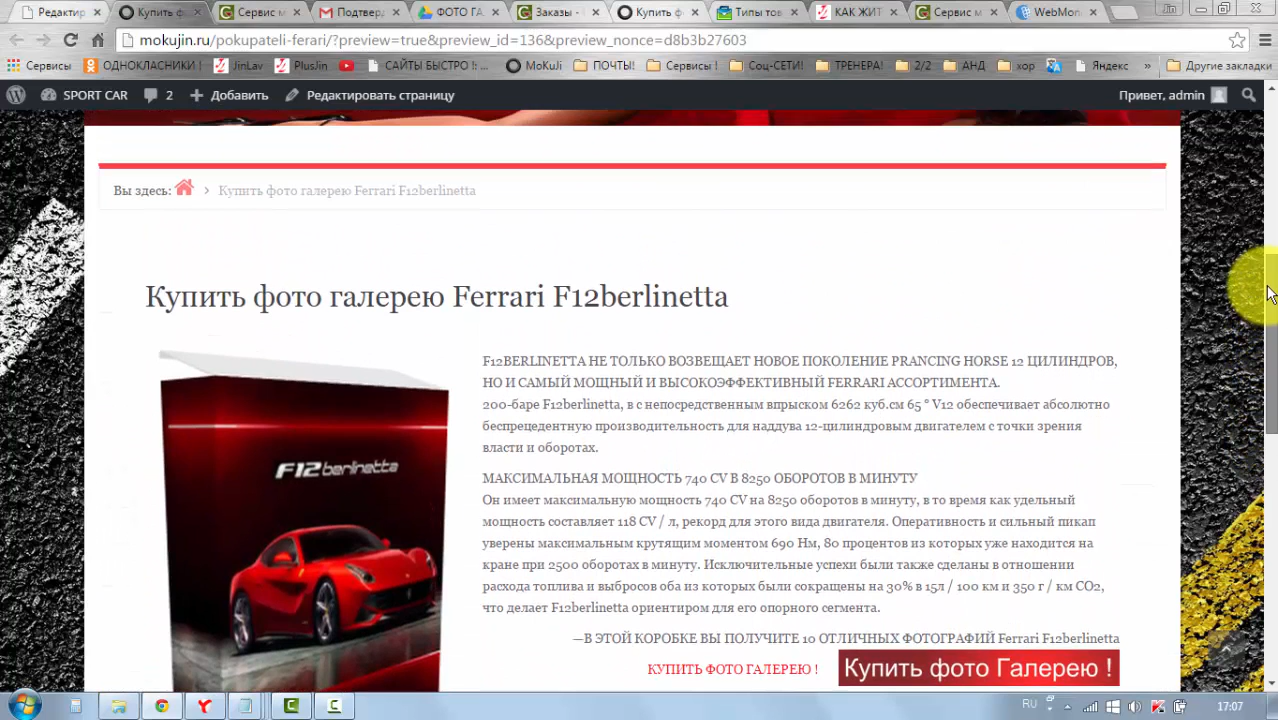 Редактир
Купить ф
Сервис м
Подтверд
ФОТО ГА
Заказы -
Купить ф
Типы тов
КАК ЖИТ
Сервис м
WebMon
Jin
mokujin.ru/pokupateli-ferari/?preview=true&preview_id=136&preview_nonce=d8b3b27603
Сервисы
ОДНОКЛАСНИКИ !
JinLav
PlusJin
САЙТЫ БЫСТРО !: ...
MoKuJi
ПОЧТЫ!
Сервисы !
Соц-СЕТИ!
ТРЕНЕРА!
2/2
АНД
хор
Яндекс
»
Другие закладки
SPORT CAR
2
Добавить
Редактировать страницу
Привет, admin
Вы здесь: › Купить фото галерею Ferrari F12berlinetta
Купить фото галерею Ferrari F12berlinetta
F12BERLINETTA НЕ ТОЛЬКО ВОЗВЕЩАЕТ НОВОЕ ПОКОЛЕНИЕ PRANCING HORSE 12 ЦИЛИНДРОВ,
НО И САМЫЙ МОЩНЫЙ И ВЫСОКОЭФФЕКТИВНЫЙ FERRARI АССОРТИМЕНТА.
200-баре F12berlinetta, в с непосредственным впрыском 6262 куб.см 65 ° V12 обеспечивает абсолютно
беспрецедентную производительность для наддува 12-цилиндровым двигателем с точки зрения
власти и оборотах.
МАКСИМАЛЬНАЯ МОЩНОСТЬ 740 CV В 8250 ОБОРОТОВ В МИНУТУ
Он имеет максимальную мощность 740 CV на 8250 оборотов в минуту, в то время как удельный
мощность составляет 118 CV / л, рекорд для этого вида двигателя. Оперативность и сильный пикап
уверены максимальным крутящим моментом 690 Нм, 80 процентов из которых уже находится на
кране при 2500 оборотов в минуту. Исключительные успехи были также сделаны в отношении
расхода топлива и выбросов оба из которых были сокращены на 30% в 15л / 100 км и 350 г / км CO2,
что делает F12berlinetta ориентиром для его опорного сегмента.
—В ЭТОЙ КОРОБКЕ ВЫ ПОЛУЧИТЕ 10 ОТЛИЧНЫХ ФОТОГРАФИЙ Ferrari F12berlinetta
КУПИТЬ ФОТО ГАЛЕРЕЮ !
Купить фото Галерею !
F12berlinetta
RU
17:07